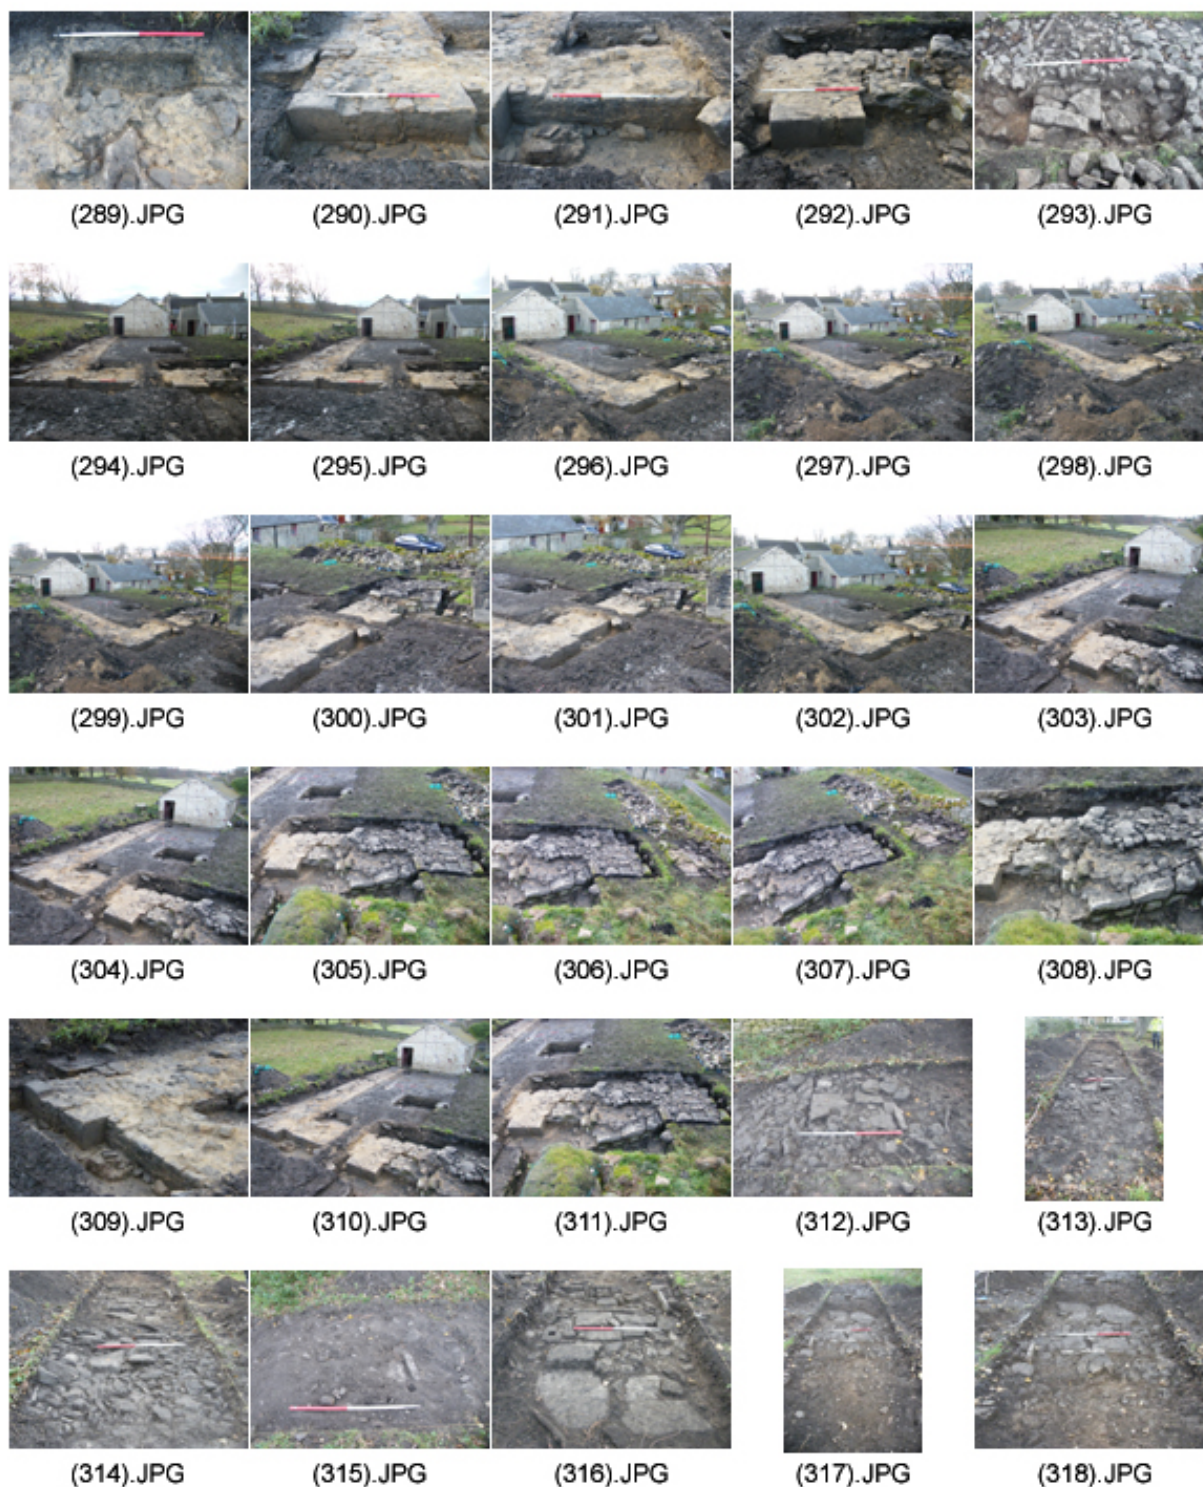 (289).JPG (290).JPG (291).JPG (292).JPG (293).JPG
(294).JPG (295).JPG (296).JPG (297).JPG (298).JPG
(299).JPG (300).JPG (301).JPG (302).JPG (303).JPG
(304).JPG (305).JPG (306).JPG (307).JPG (308).JPG
(309).JPG (310).JPG (311).JPG (312).JPG (313).JPG
(314).JPG (315).JPG (316).JPG (317).JPG (318).JPG